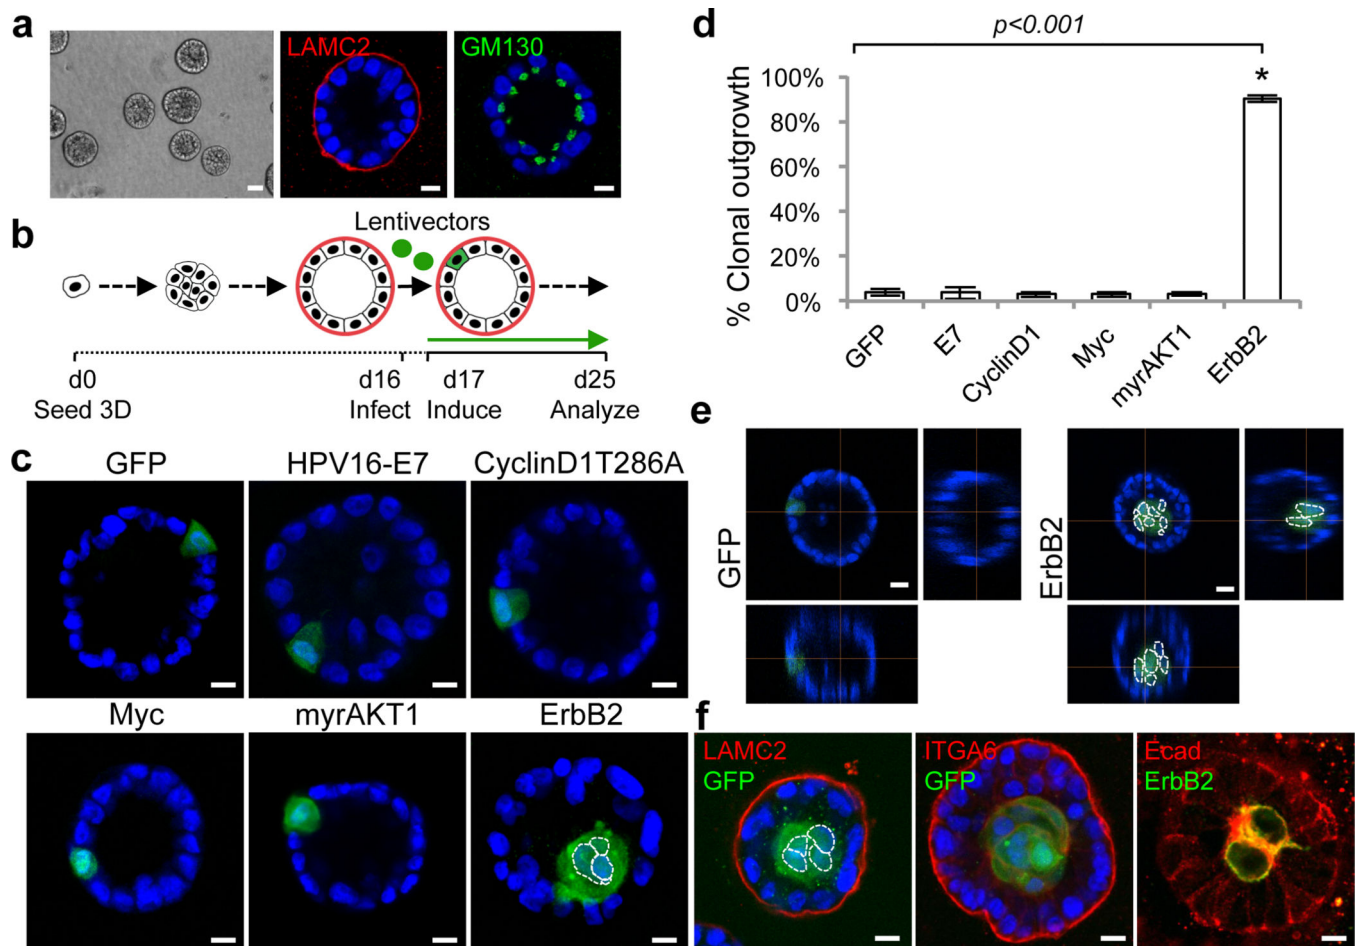 a
LAMC2
GM130
b
Lentivectors
d0
d16
d17
d25
Seed 3D
Infect
Induce
Analyze
c
GFP
HPV16-E7
CyclinD1T286A
Myc
myrAKT1
ErbB2
d
p<0.001
*
% Clonal outgrowth
100%
80%
60%
40%
20%
0%
GFP
E7
CyclinD1
Myc
myrAKT1
ErbB2
e
GFP
ErbB2
f
LAMC2
GFP
ITGA6
GFP
Ecad
ErbB2